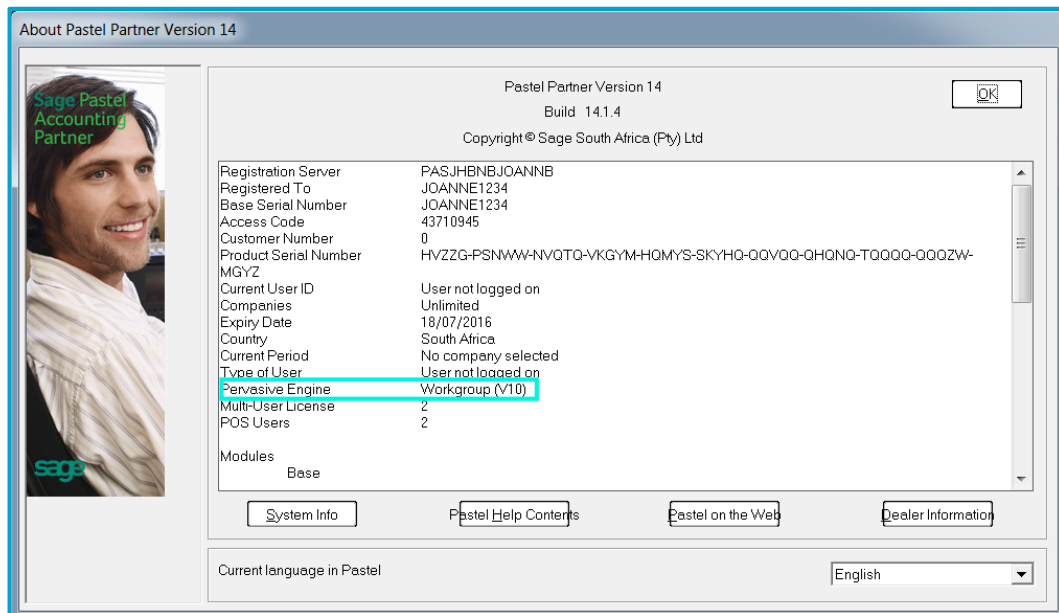 About Pastel Partner Version 14
Sage Pastel
Accounting
Partner
sage
Pastel Partner Version 14
Build 14.1.4
Copyright © Sage South Africa (Pty) Ltd
OK
Registration Server PASJHBNBJOANNB
Registered To JOANNE1234
Base Serial Number JOANNE1234
Access Code 43710945
Customer Number 0
Product Serial Number HVZZG-PSNWW-NVQTQ-VKGYM-HQMYS-SKYHQ-QQVQQ-QHQNQ-TQQQQ-QQQZW-
MGYZ
Current User ID User not logged on
Companies Unlimited
Expiry Date 18/07/2016
Country South Africa
Current Period No company selected
Type of User User not logged on
Pervasive Engine Workgroup (V10)
Multi-User License 2
POS Users 2
Modules
Base
System Info Pastel Help Contents Pastel on the Web Dealer Information
Current language in Pastel English